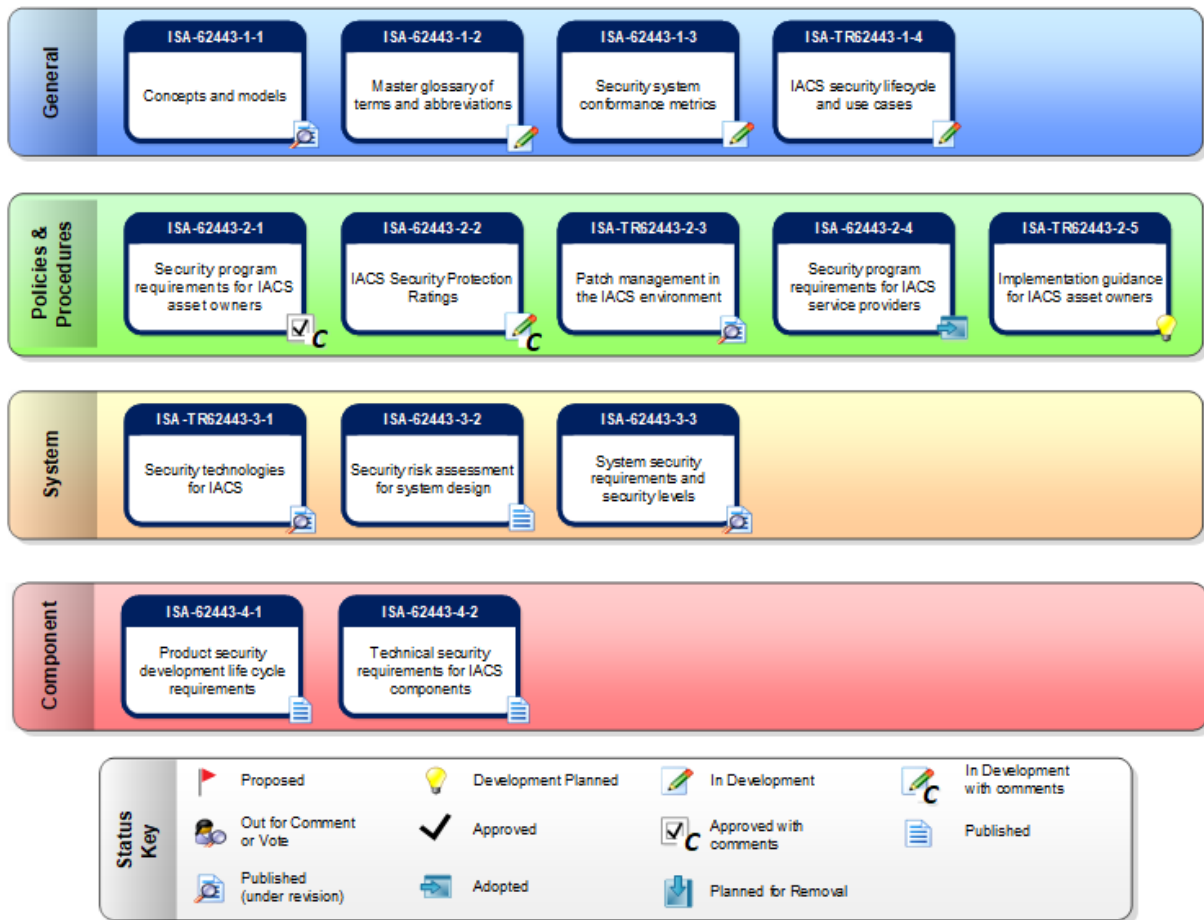 General
ISA-62443-1-1
Concepts and models
ISA-62443-1-2
Master glossary of
terms and abbreviations
ISA-62443-1-3
Security system
conformance metrics
ISA-TR62443-1-4
IACS security lifecycle
and use cases
Policies &
Procedures
ISA-62443-2-1
Security program
requirements for IACS
asset owners
C
ISA-62443-2-2
IACS Security Protection
Ratings
C
ISA-TR62443-2-3
Patch management in
the IACS environment
ISA-62443-2-4
Security program
requirements for IACS
service providers
ISA-TR62443-2-5
Implementation guidance
for IACS asset owners
System
ISA-TR62443-3-1
Security technologies
for IACS
ISA-62443-3-2
Security risk assessment
for system design
ISA-62443-3-3
System security
requirements and
security levels
Component
ISA-62443-4-1
Product security
development life cycle
requirements
ISA-62443-4-2
Technical security
requirements for IACS
components
Status
Key
Proposed
Development Planned
In Development
C
In Development
with comments
Out for Comment
or Vote
Approved
C
Approved with
comments
Published
Published
(under revision)
Adopted
Planned for Removal